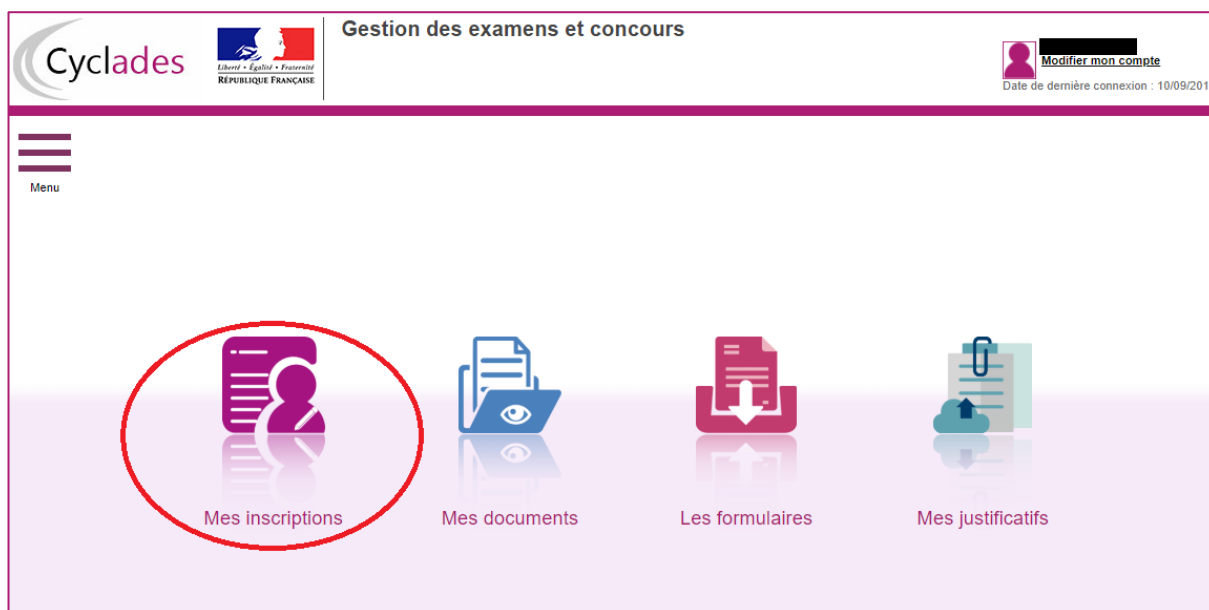 Cyclades
Liberté • Égalité • Fraternité
RÉPUBLIQUE FRANÇAISE
Gestion des examens et concours
Modifier mon compte
Date de dernière connexion : 10/09/201
Menu
Mes inscriptions
Mes documents
Les formulaires
Mes justificatifs